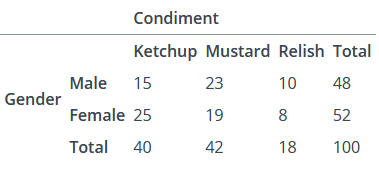 Condiment
Ketchup Mustard Relish Total
Gender
Male 15 23 10 48
Female 25 19 8 52
Total 40 42 18 100